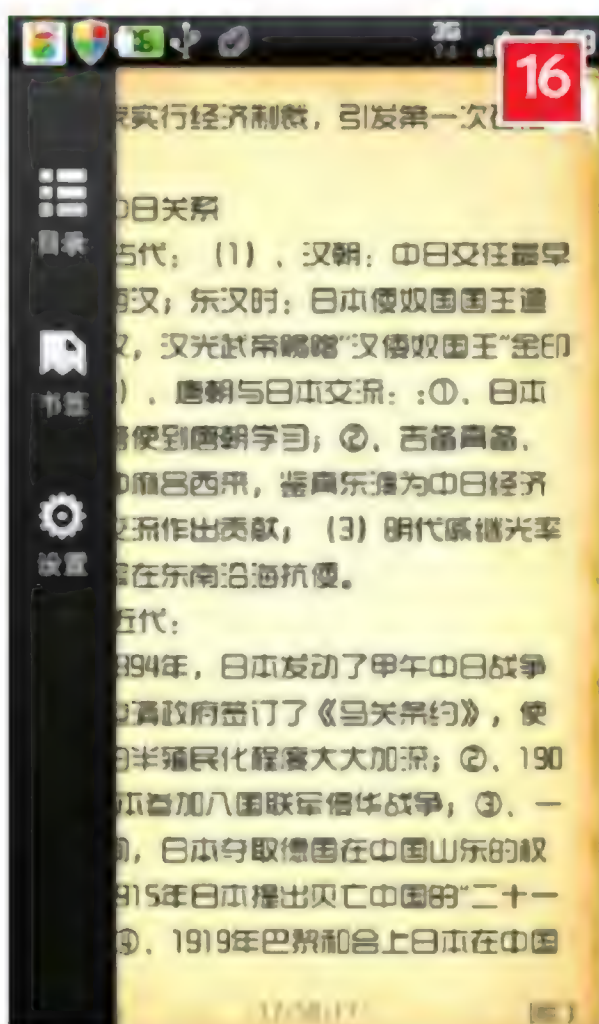 16
实行经济制裁，引发第一次
日关系
古代：（1）、汉朝：中日交往最早
汉；东汉时：日本倭奴国国王遣
，汉光武帝赐"汉倭奴国王"金印
）、唐朝与日本交流：:①、日本
使到唐朝学习；②、吉备真备、
麻吕西来，鉴真东渡为中日经济
流作出贡献；（3）明代戚继光率
在东南沿海抗倭。
近代：
894年，日本发动了甲午中日战争
清政府签订了《马关条约》，使
半殖民化程度大大加深；②、190
本参加八国联军侵华战争；③、一
，日本夺取德国在中国山东的权
915年日本提出灭亡中国的"二十一
④、1919年巴黎和会上日本在中国
目录
书签
设置